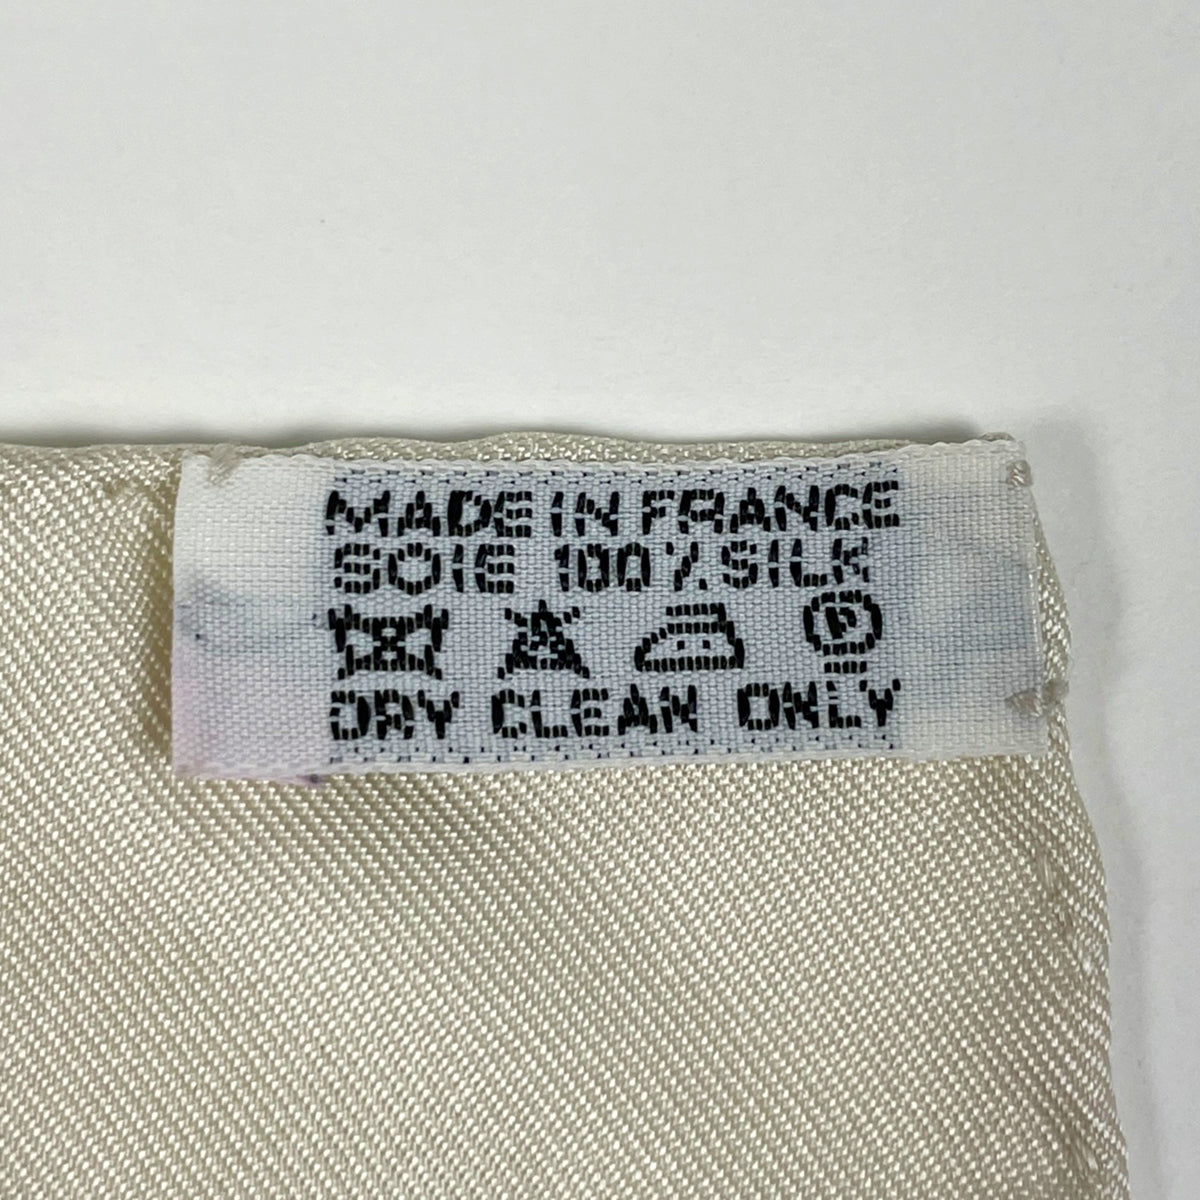 MADE IN FRANCE
SOIE 100% SILK
P
DRY CLEAN ONLY